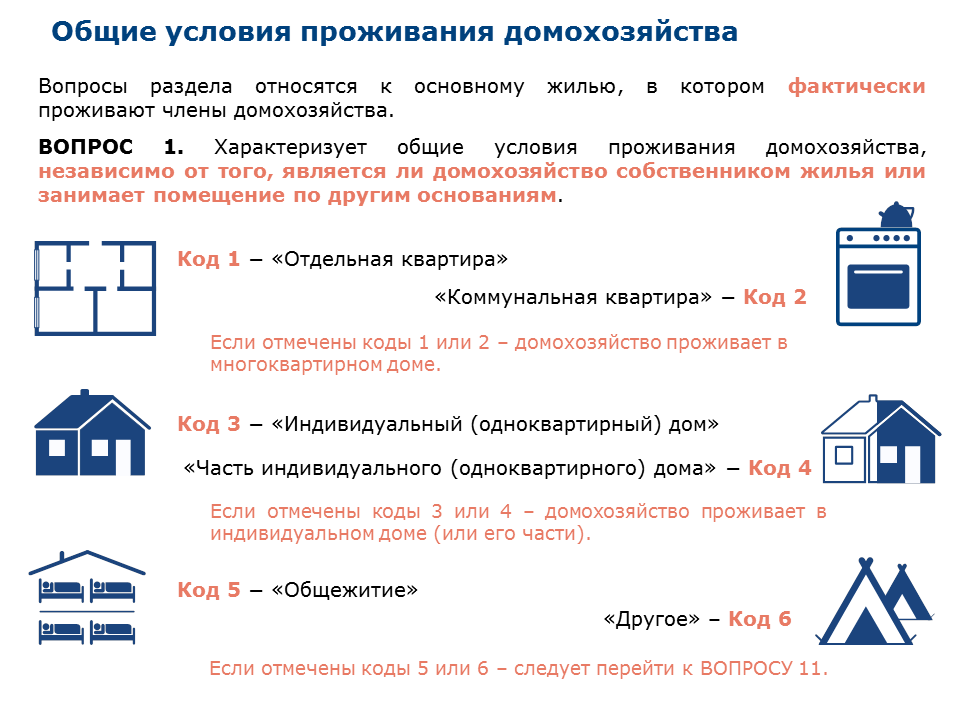 Общие условия проживания домохозяйства
Вопросы раздела относятся к основному жилью, в котором фактически
проживают члены домохозяйства.
ВОПРОС 1. Характеризует общие условия проживания домохозяйства,
независимо от того, является ли домохозяйство собственником жилья или
занимает помещение по другим основаниям.
Код 1 – «Отдельная квартира»
«Коммунальная квартира» – Код 2
Если отмечены коды 1 или 2 – домохозяйство проживает в
многоквартирном доме.
Код 3 – «Индивидуальный (одноквартирный) дом»
«Часть индивидуального (одноквартирного) дома» – Код 4
Если отмечены коды 3 или 4 – домохозяйство проживает в
индивидуальном доме (или его части).
Код 5 – «Общежитие»
«Другое» – Код 6
Если отмечены коды 5 или 6 – следует перейти к ВОПРОСУ 11.